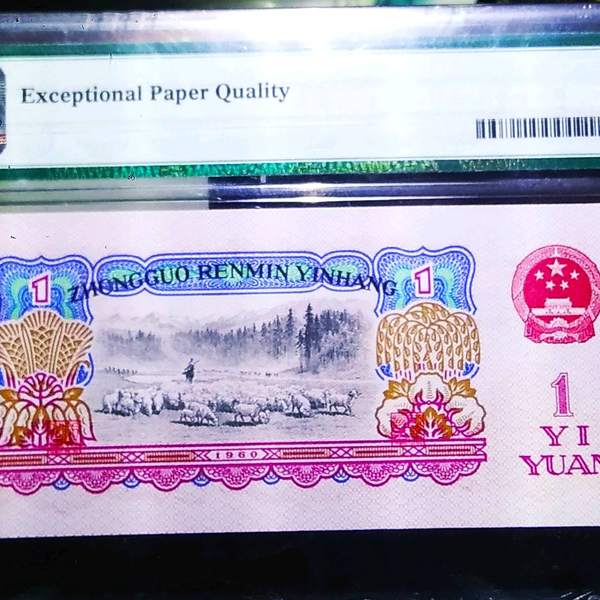 Exceptional Paper Quality
ZHONGGUO RENMIN YINHANG
1
1
1960
1
YI
YUAN